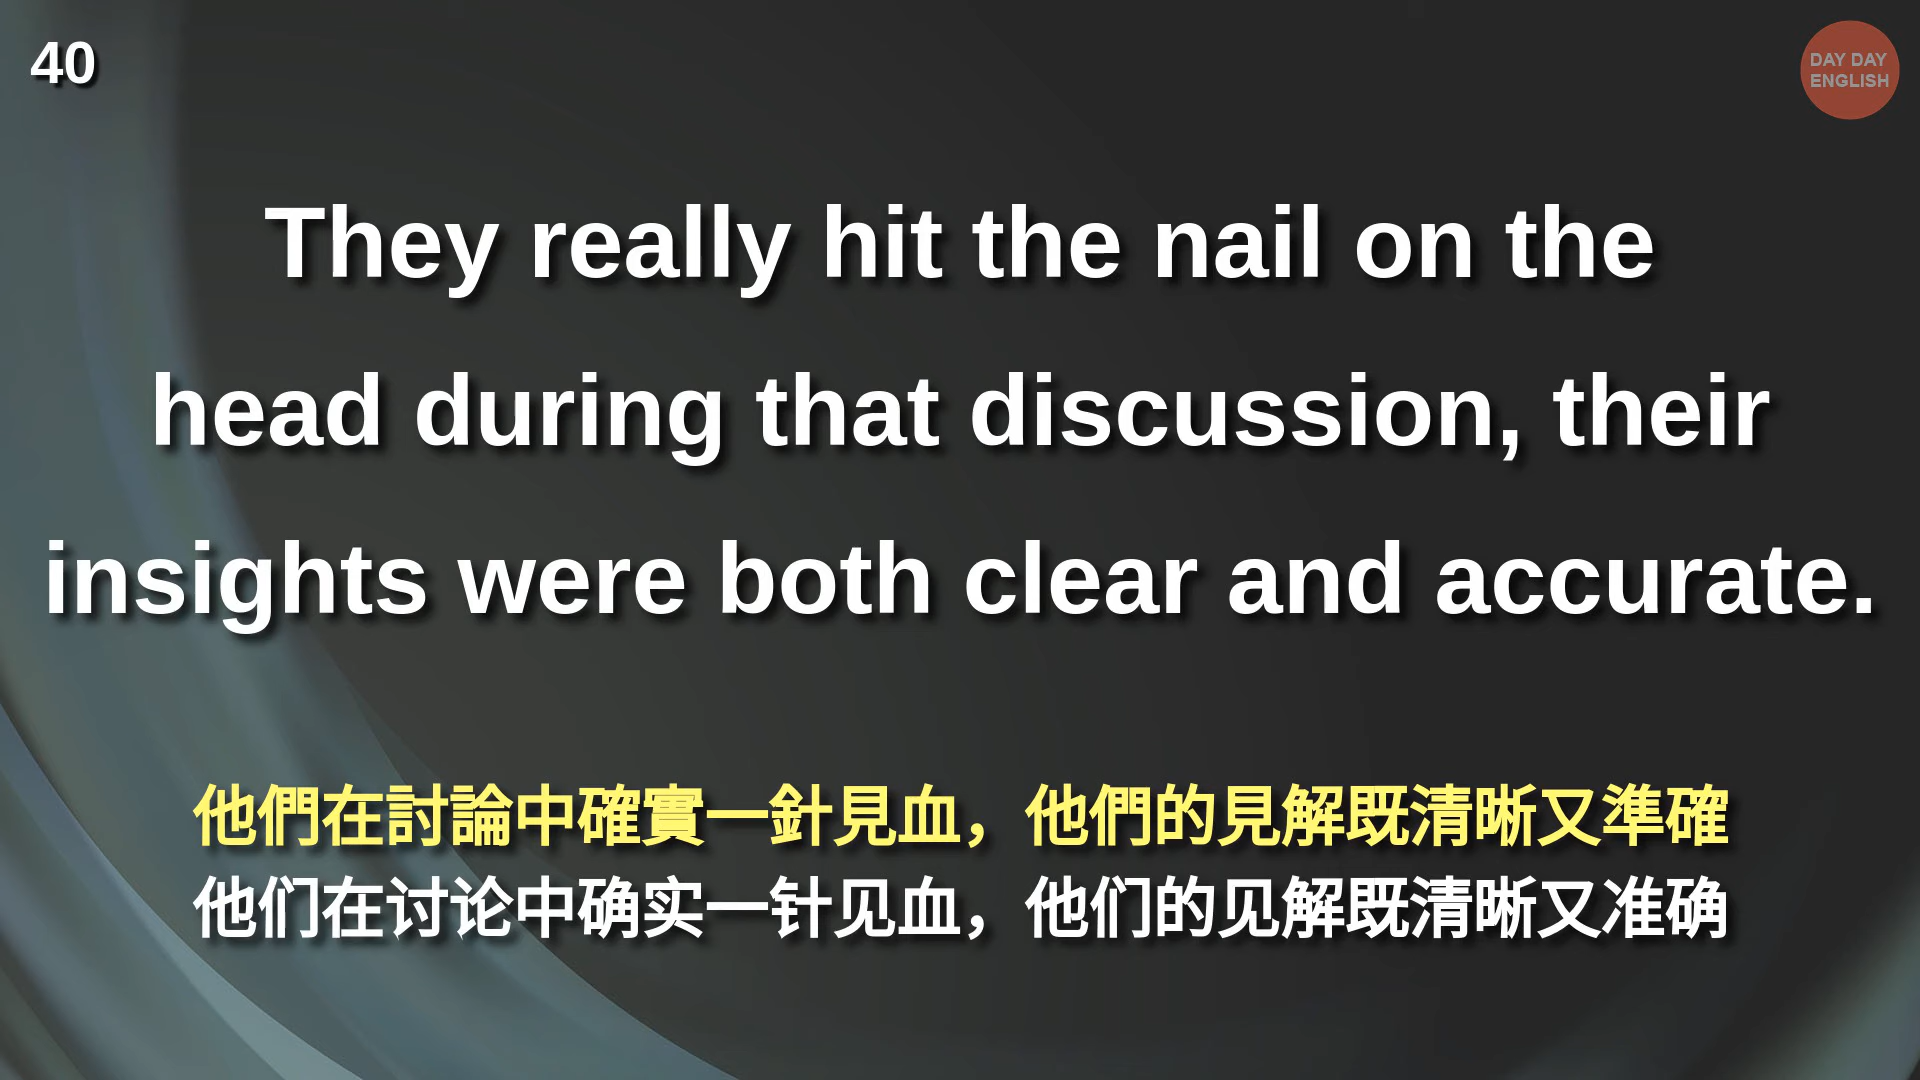 40
DAY DAY
ENGLISH
They really hit the nail on the
head during that discussion, their
insights were both clear and accurate.
他們在討論中確實一針見血，他們的見解既清晰又準確
他们在讨论中确实一针见血，他们的见解既清晰又准确